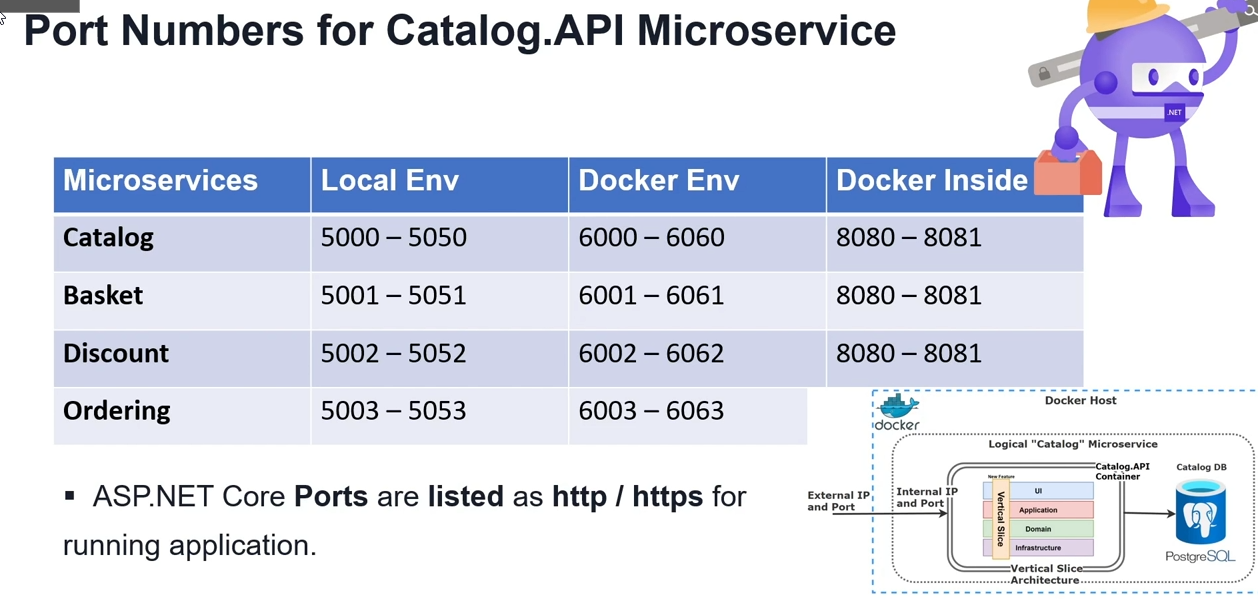 Port Numbers for Catalog.API Microservice
.NET
Microservices Local Env Docker Env Docker Inside
Catalog 5000 – 5050 6000 – 6060 8080 – 8081
Basket 5001 – 5051 6001 – 6061 8080 – 8081
Discount 5002 – 5052 6002 – 6062 8080 – 8081
Ordering 5003 – 5053 6003 – 6063
▪ ASP.NET Core Ports are listed as http / https for
running application.
docker
Docker Host
Logical "Catalog" Microservice
External IP
and Port
Internal IP
and Port
Catalog.API
Container
Catalog DB
New Feature
Vertical Slice
UI
Application
Domain
Infrastructure
Vertical Slice
Architecture
PostgreSQL